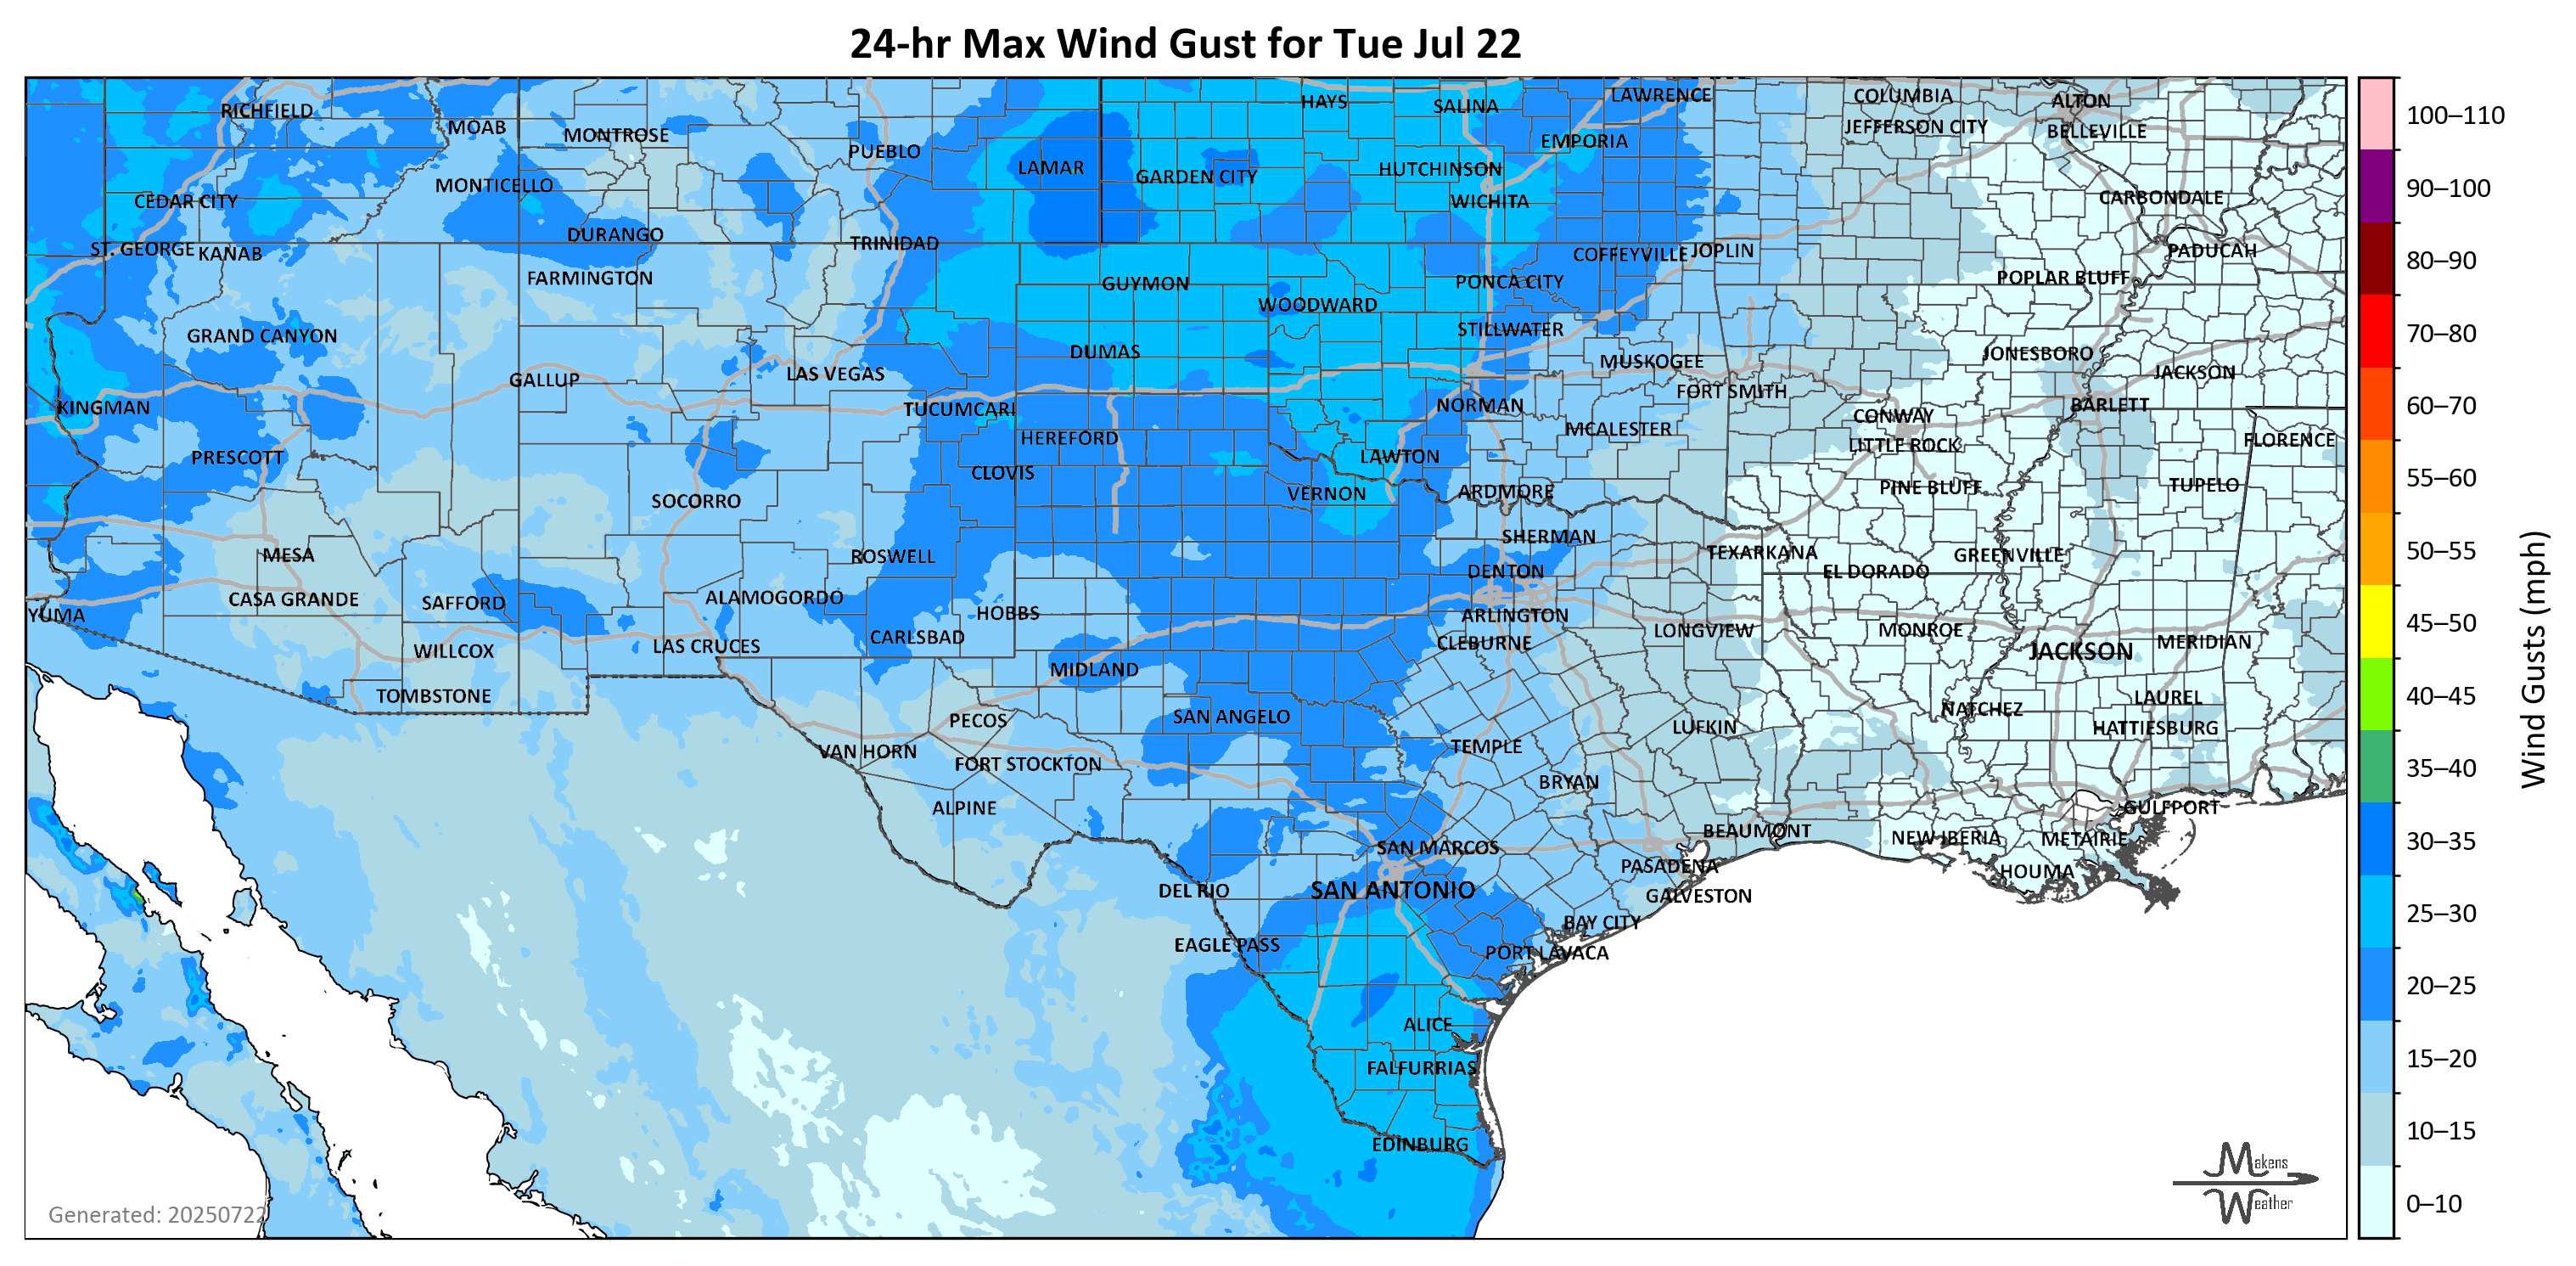 24-hr Max Wind Gust for Tue Jul 22
RICHFIELD
MOAB
MONTROSE
PUEBLO
LAMAR
GARDEN CITY
HAYS
SALINA
HUTCHINSON
WICHITA
EMPORIA
LAWRENCE
COLUMBIA
JEFFERSON CITY
ALTON
BELLEVILLE
CARBONDALE
PADUCAH
CEDAR CITY
MONTICELLO
ST. GEORGE
KANAB
DURANGO
TRINIDAD
FARMINGTON
GUYMON
WOODWARD
PONCA CITY
COFFEYVILLE
JOPLIN
POPLAR BLUFF
GRAND CANYON
DUMAS
STILLWATER
MUSKOGEE
JONESBORO
JACKSON
GALLUP
LAS VEGAS
FORT SMITH
KINGMAN
TUCUMCARI
NORMAN
CONWAY
BARLETT
HEREFORD
MCALESTER
LITTLE ROCK
FLORENCE
PRESCOTT
CLOVIS
LAWTON
SOCORRO
VERNON
ARDMORE
PINE BLUFF
TUPELO
MESA
ROSWELL
SHERMAN
TEXARKANA
GREENVILLE
DENTON
EL DORADO
CASA GRANDE
SAFFORD
ALAMOGORDO
HOBBS
ARLINGTON
YUMA
WILLCOX
LAS CRUCES
CARLSBAD
CLEBURNE
LONGVIEW
MONROE
JACKSON
MERIDIAN
TOMBSTONE
MIDLAND
LAUREL
PECOS
SAN ANGELO
NATCHEZ
LUFKIN
HATTIESBURG
VAN HORN
FORT STOCKTON
TEMPLE
ALPINE
BRYAN
GULFPORT
SAN MARCOS
BEAUMONT
NEW IBERIA
METAIRIE
PASADENA
HOUMA
DEL RIO
SAN ANTONIO
GALVESTON
BAY CITY
EAGLE PASS
PORT LAVACA
ALICE
FALFURRIAS
EDINBURG
Generated: 20250722
Makens
Weather
100–110
90–100
80–90
70–80
60–70
55–60
50–55
45–50
40–45
35–40
30–35
25–30
20–25
15–20
10–15
0–10
Wind Gusts (mph)